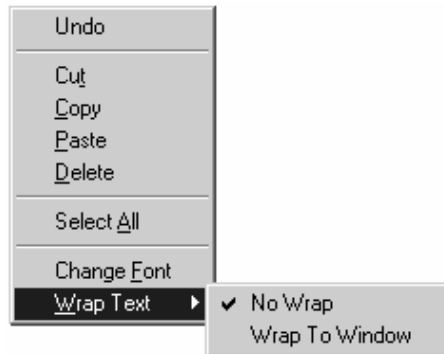 Undo
Cut
Copy
Paste
Delete
Select All
Change Font
Wrap Text
No Wrap
Wrap To Window